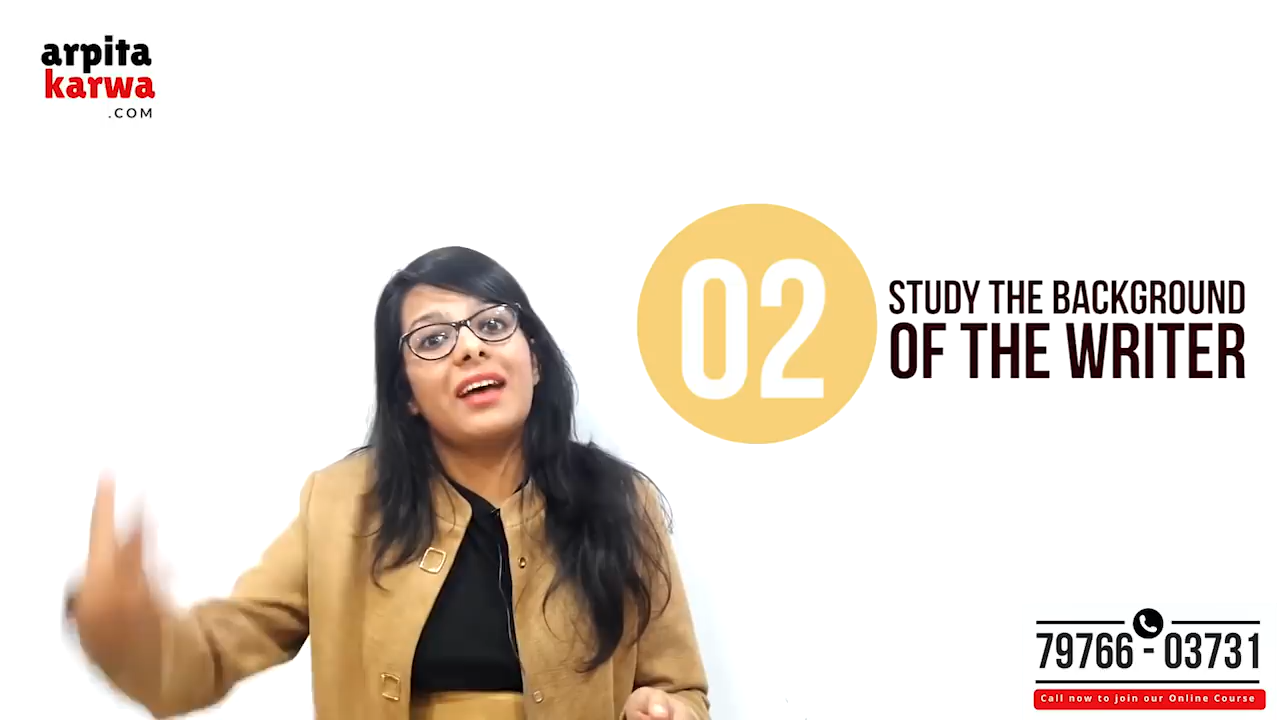 arpita
karwa
.COM
02
STUDY THE BACKGROUND
OF THE WRITER
79766 - 03731
Call now to join our Online Course